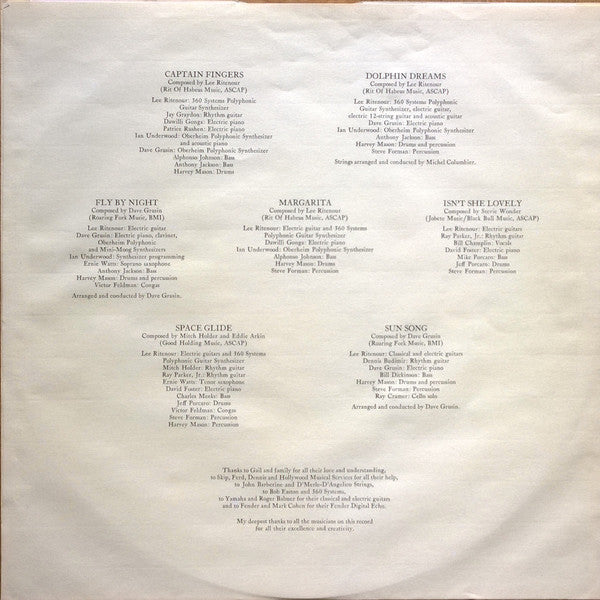 CAPTAIN FINGERS
Composed by Lee Ritenour
(Rit Of Habeus Music, ASCAP)
Lee Ritenour: 360 Systems Polyphonic
Guitar Synthesizer
Jay Graydon: Rhythm guitar
Dawilli Gonga: Electric piano
Patrice Rushen: Electric piano
Ian Underwood: Oberheim Polyphonic Synthesizer
and acoustic piano
Dave Grusin: Oberheim Polyphonic Synthesizer
Alphonso Johnson: Bass
Anthony Jackson: Bass
Harvey Mason: Drums
DOLPHIN DREAMS
Composed by Lee Ritenour
(Rit Of Habeus Music, ASCAP)
Lee Ritenour: 360 Systems Polyphonic
Guitar Synthesizer, electric guitar,
electric 12-string guitar and acoustic guitar
Dave Grusin: Electric piano
Ian Underwood: Oberheim Polyphonic Synthesizer
Anthony Jackson: Bass
Harvey Mason: Drums and percussion
Steve Forman: Percussion
Strings arranged and conducted by Michel Colombier.
FLY BY NIGHT
Composed by Dave Grusin
(Roaring Fork Music, BMI)
Lee Ritenour: Electric guitar
Dave Grusin: Electric piano, clarinet,
Oberheim Polyphonic
and Mini-Moog Synthesizers
Ian Underwood: Synthesizer programming
Ernie Watts: Soprano saxophone
Anthony Jackson: Bass
Harvey Mason: Drums and percussion
Victor Feldman: Congas
Arranged and conducted by Dave Grusin.
MARGARITA
Composed by Lee Ritenour
(Rit Of Habeus Music, ASCAP)
Lee Ritenour: Electric guitar and 360 Systems
Polyphonic Guitar Synthesizer
Dawilli Gonga: Electric piano
Alphonso Johnson: Bass
Harvey Mason: Drums
Steve Forman: Percussion
ISN'T SHE LOVELY
Composed by Stevie Wonder
(Jobete Music/Black Bull Music, ASCAP)
Lee Ritenour: Electric guitars
Ray Parker, Jr.: Rhythm guitar
Bill Champlin: Vocals
David Foster: Electric piano
Mike Porcaro: Bass
Jeff Porcaro: Drums
Steve Forman: Percussion
SPACE GLIDE
Composed by Mitch Holder and Eddie Arkin
(Good Holding Music, ASCAP)
Lee Ritenour: Electric guitars and 360 Systems
Polyphonic Guitar Synthesizer
Mitch Holder: Rhythm guitar
Ray Parker, Jr.: Rhythm guitar
Ernie Watts: Tenor saxophone
David Foster: Electric piano
Charles Meeks: Bass
Jeff Porcaro: Drums
Victor Feldman: Congas
Steve Forman: Percussion
Harvey Mason: Percussion
SUN SONG
Composed by Dave Grusin
(Roaring Fork Music, BMI)
Lee Ritenour: Classical and electric guitars
Dennis Budimir: Rhythm guitar
Dave Grusin: Electric piano
Bill Dickinson: Bass
Harvey Mason: Drums and percussion
Steve Forman: Percussion
Ray Cramer: Cello solo
Arranged and conducted by Dave Grusin.
Thanks to Gail and family for all their love and understanding,
to Skip, Ferd, Dennis and Hollywood Musical Services for all their help,
to John Barberine and D'Merle-D'Angelico Strings,
to Bob Easton and 360 Systems,
to Yamaha and Roger Balmer for their classical and electric guitars
and to Fender and Mark Cohen for their Fender Digital Echo.
My deepest thanks to all the musicians on this record
for all their excellence and creativity.